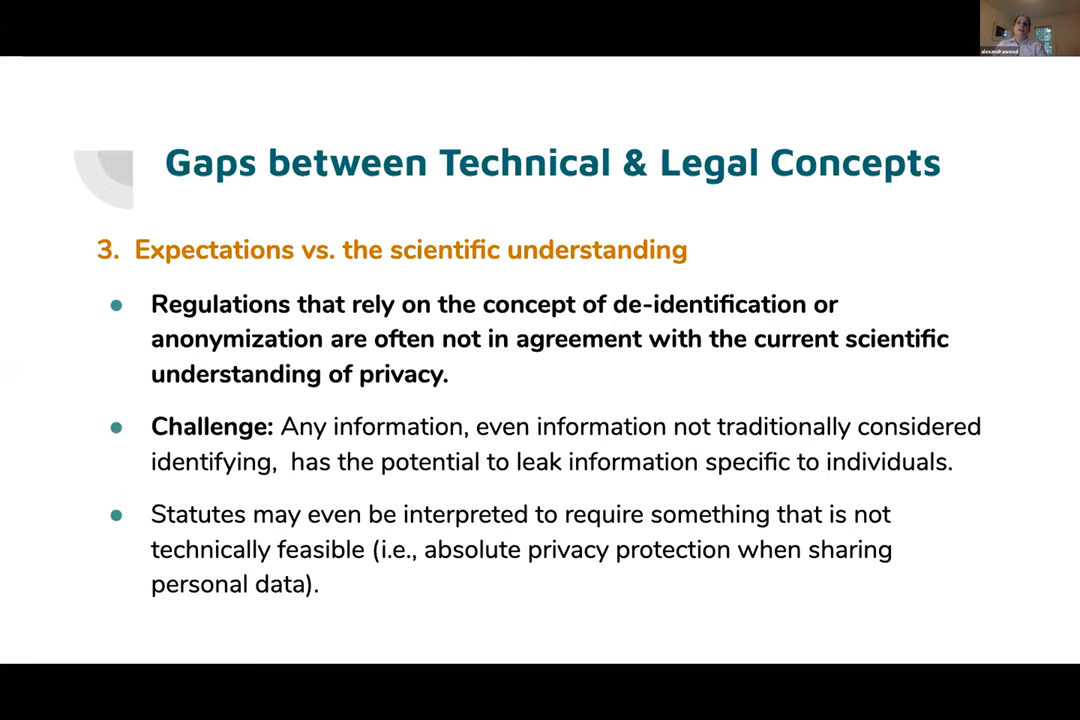 alexandrawood
Gaps between Technical & Legal Concepts
3. Expectations vs. the scientific understanding
Regulations that rely on the concept of de-identification or
anonymization are often not in agreement with the current scientific
understanding of privacy.
Challenge: Any information, even information not traditionally considered
identifying, has the potential to leak information specific to individuals.
Statutes may even be interpreted to require something that is not
technically feasible (i.e., absolute privacy protection when sharing
personal data).